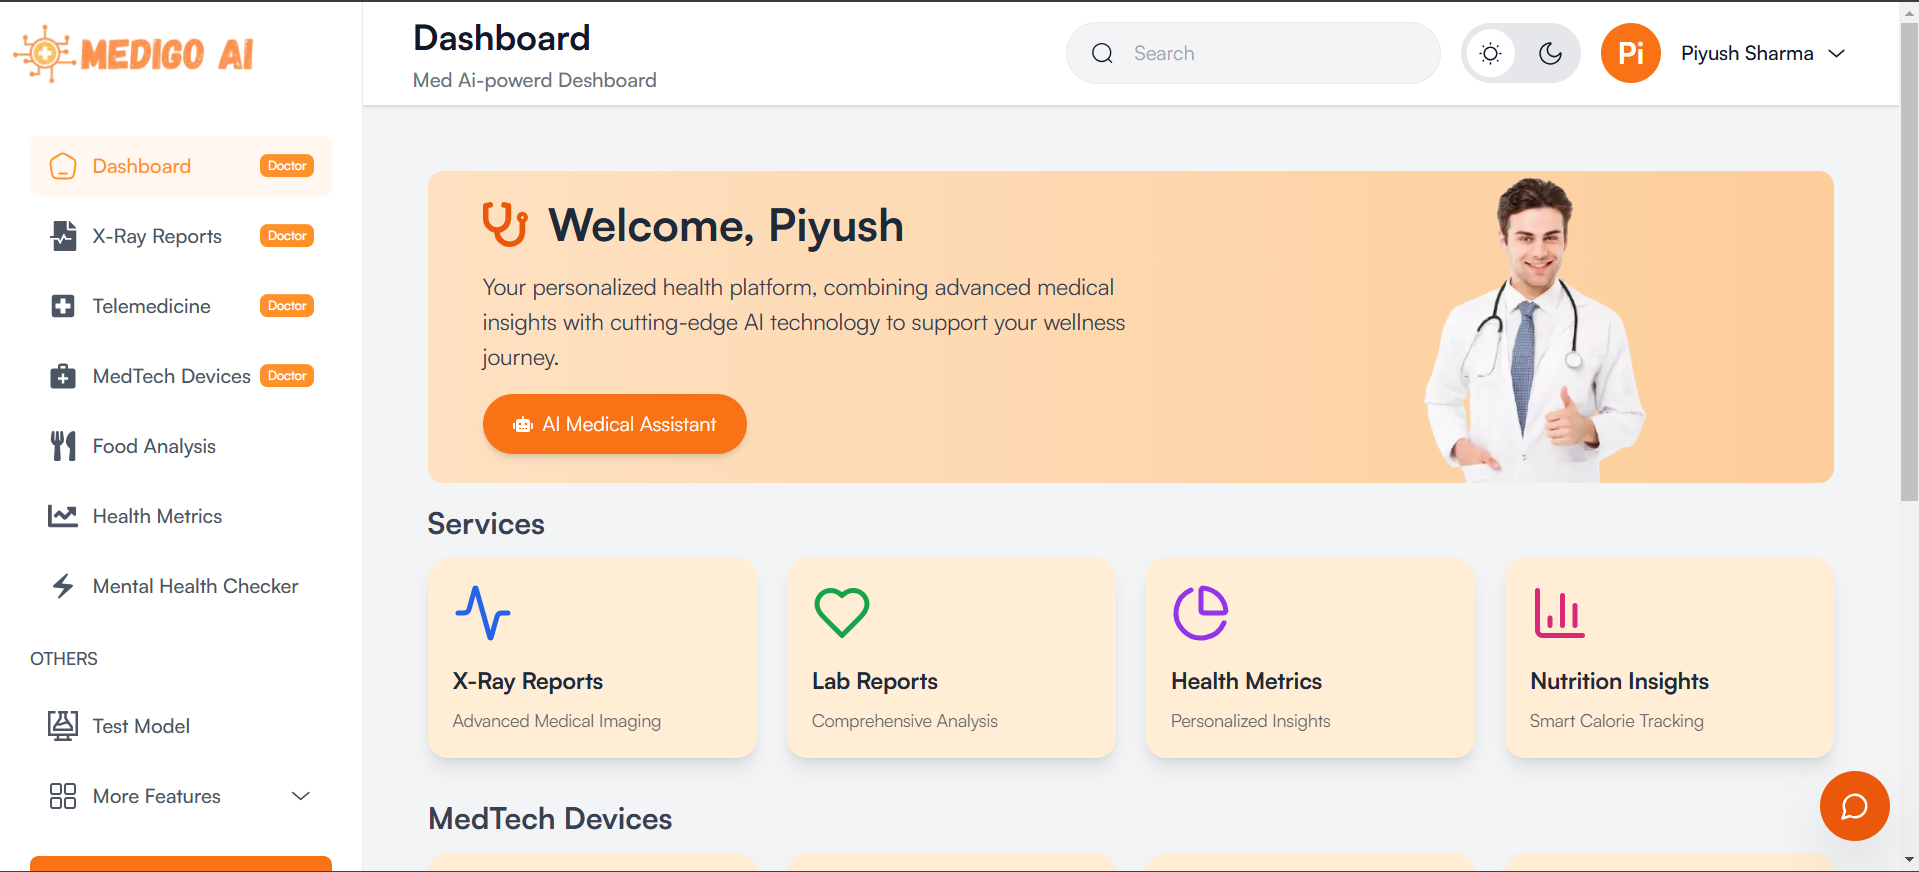 MEDIGO AI
Dashboard
Med Ai-powerd Deshboard
Search
Pi
Piyush Sharma
Dashboard
Doctor
X-Ray Reports
Doctor
Telemedicine
Doctor
MedTech Devices
Doctor
Food Analysis
Health Metrics
Mental Health Checker
OTHERS
Test Model
More Features
Welcome, Piyush
Your personalized health platform, combining advanced medical
insights with cutting-edge AI technology to support your wellness
journey.
AI Medical Assistant
Services
X-Ray Reports
Advanced Medical Imaging
Lab Reports
Comprehensive Analysis
Health Metrics
Personalized Insights
Nutrition Insights
Smart Calorie Tracking
MedTech Devices